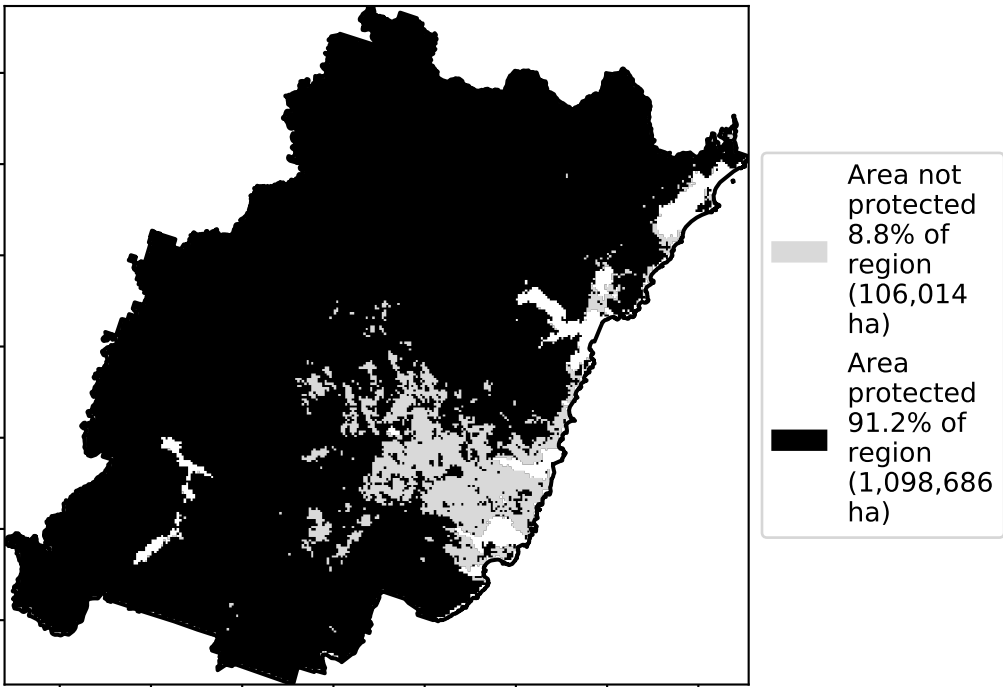 Area not
protected
8.8% of
region
(106,014
ha)
Area
protected
91.2% of
region
(1,098,686
ha)